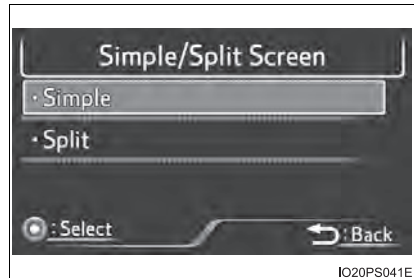 Simple/Split Screen
・Simple
・Split
:Select
:Back
IO20PS041E